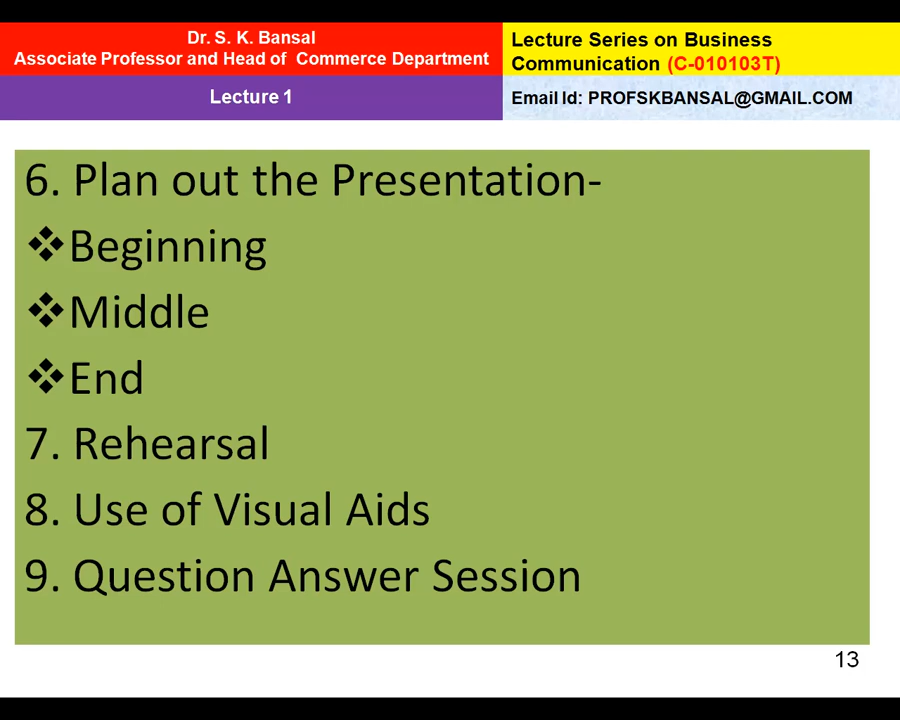 Dr. S. K. Bansal
Associate Professor and Head of Commerce Department
Lecture Series on Business
Communication (C-010103T)
Lecture 1
Email Id: PROFSKBANSAL@GMAIL.COM
6. Plan out the Presentation-
❖Beginning
❖Middle
❖End
7. Rehearsal
8. Use of Visual Aids
9. Question Answer Session
13